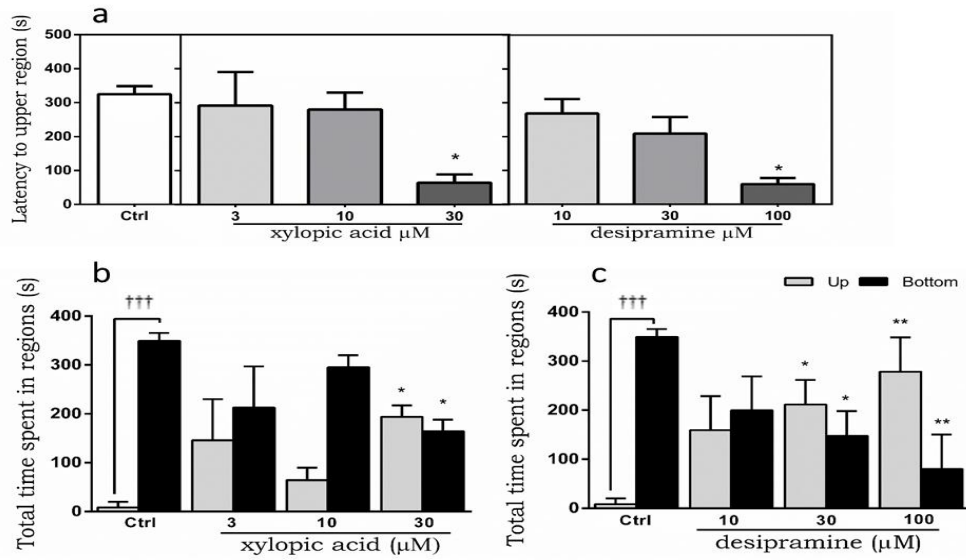 a
Latency to upper region (s)
500
400
300
200
100
0
*
*
Ctrl 3 10 30 10 30 100
xylopic acid μM desipramine μM
b
Total time spent in regions (s)
400
300
200
100
0
†††
* *
Ctrl 3 10 30
xylopic acid (μM)
c
Up Bottom
Total time spent in regions (s)
400
300
200
100
0
†††
* * ** **
Ctrl 10 30 100
desipramine (μM)